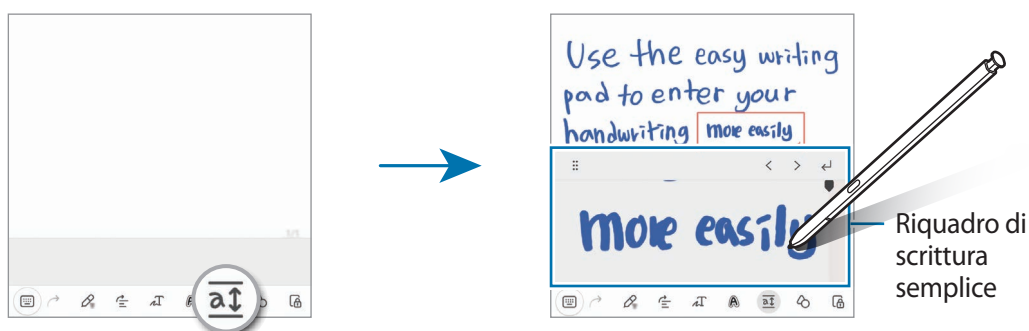 Use the easy writing
pad to enter your
handwriting more easily
more easily
Riquadro di
scrittura
semplice